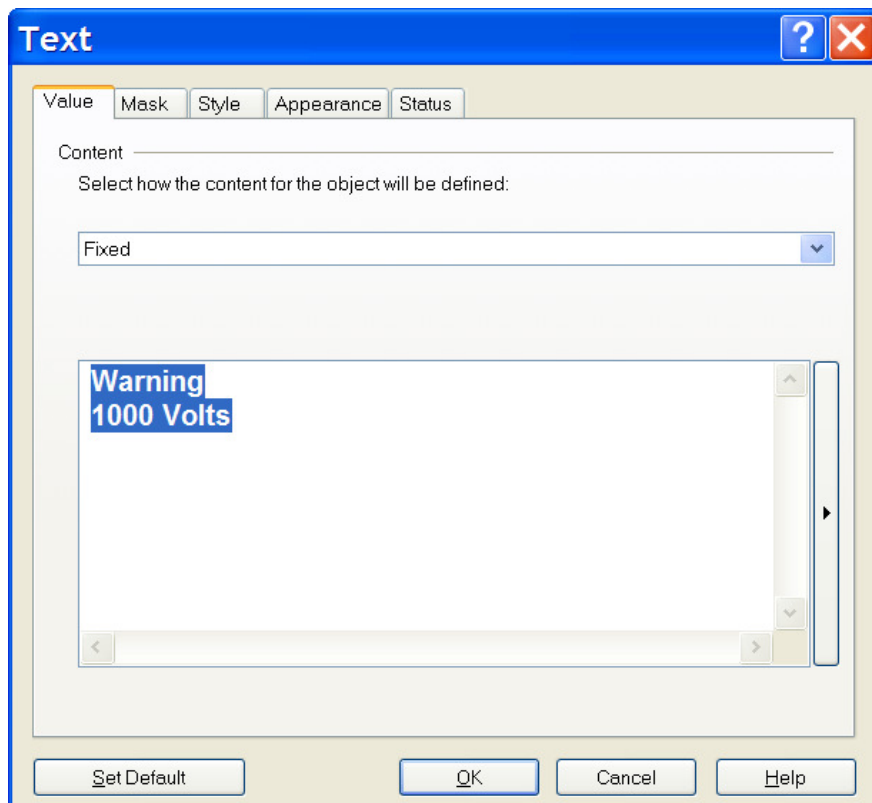 Text
Value Mask Style Appearance Status
Content
Select how the content for the object will be defined:
Fixed
Warning
1000 Volts
Set Default OK Cancel Help